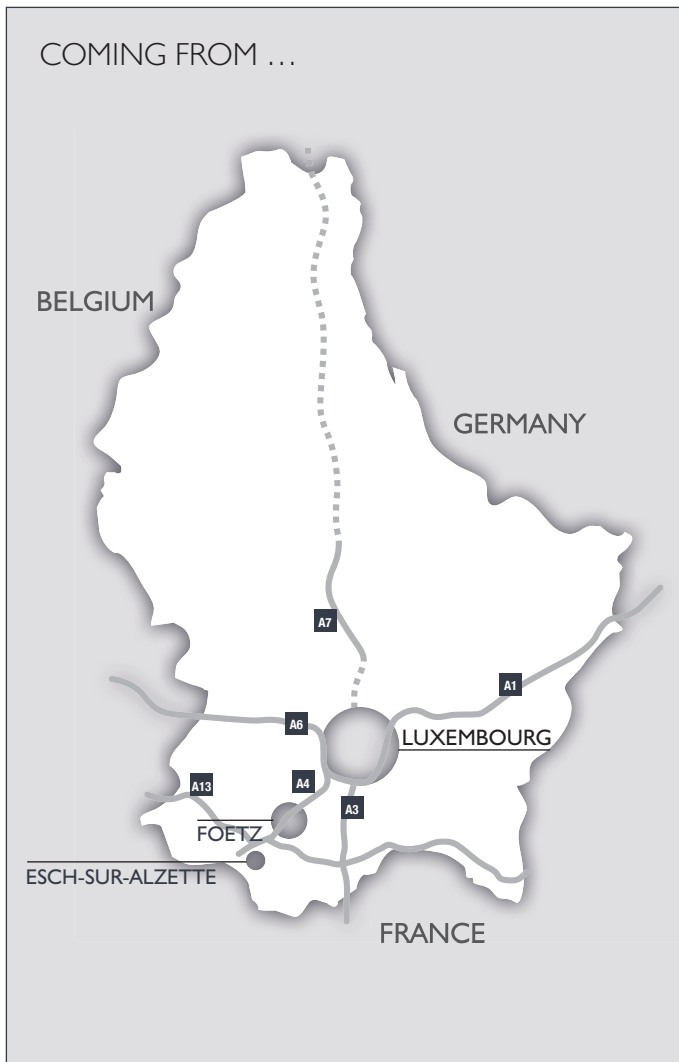 COMING FROM …
BELGIUM
GERMANY
A7
A1
A6
LUXEMBOURG
A13
A4
A3
FOETZ
ESCH-SUR-ALZETTE
FRANCE